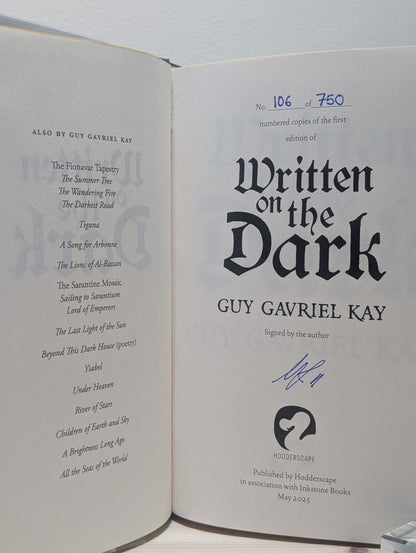 ALSO BY GUY GAVRIEL KAY
The Fionavar Tapestry
The Summer Tree
The Wandering Fire
The Darkest Road
Tigana
A Song for Arbonne
The Lions of Al-Rassan
The Sarantine Mosaic
Sailing to Sarantium
Lord of Emperors
The Last Light of the Sun
Beyond This Dark House (poetry)
Ysabel
Under Heaven
River of Stars
Children of Earth and Sky
A Brightness Long Ago
All the Seas of the World
No. 106 of 750
numbered copies of the first
edition of
Written
on the
Dark
GUY GAVRIEL KAY
Signed by the author
HODDERSCAPE
Published by Hodderscape
in association with Inkstone Books
May 2025